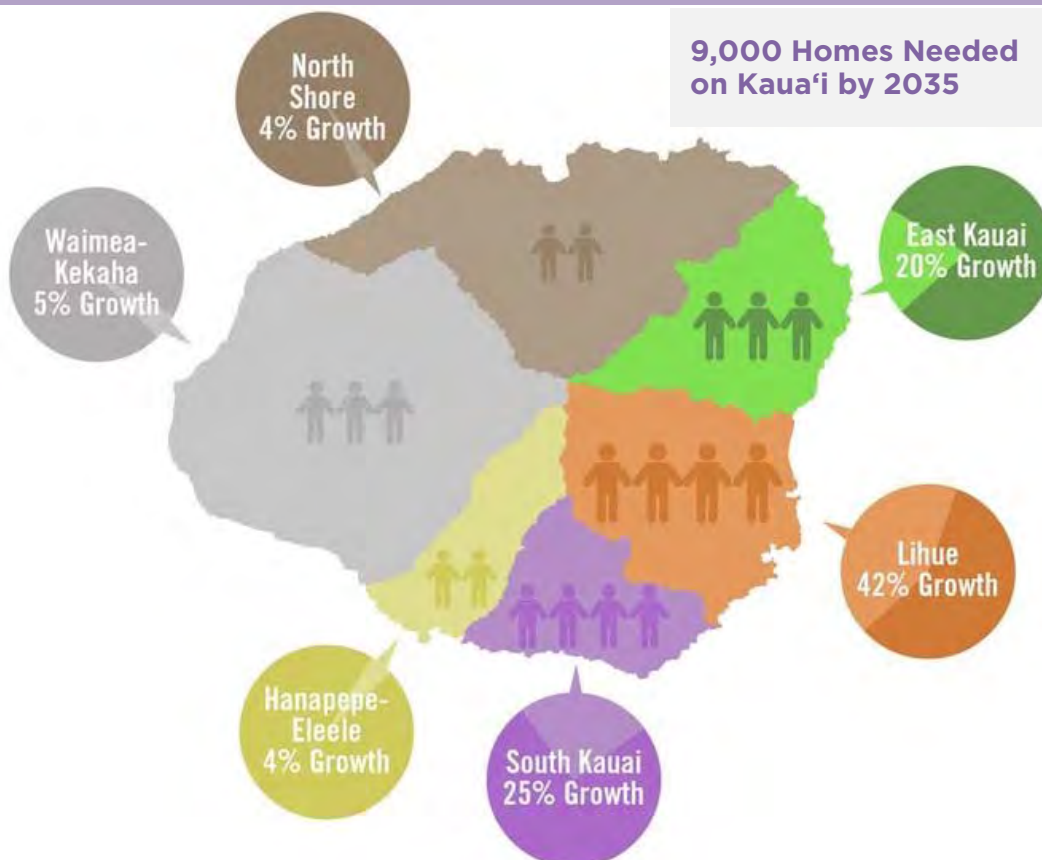 9,000 Homes Needed
on Kauaʻi by 2035
North
Shore
4% Growth
Waimea-
Kekaha
5% Growth
East Kauai
20% Growth
Lihue
42% Growth
Hanapepe-
Eleele
4% Growth
South Kauai
25% Growth